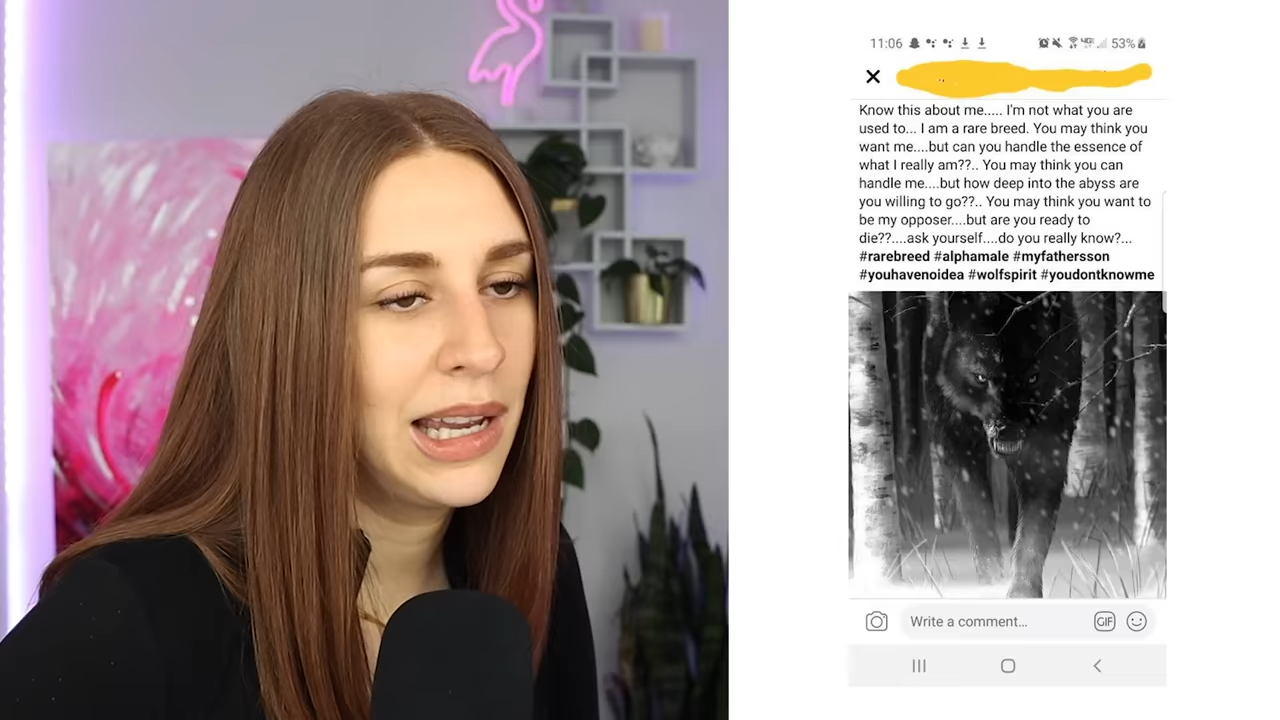 11:06
53%
Know this about me..... I'm not what you are
used to... I am a rare breed. You may think you
want me....but can you handle the essence of
what I really am??.. You may think you can
handle me....but how deep into the abyss are
you willing to go??.. You may think you want to
be my opposer....but are you ready to
die??....ask yourself....do you really know?...
#rarebreed #alphamale #myfathersson
#youhavenoidea #wolfspirit #youdontknowme
Write a comment...
GIF